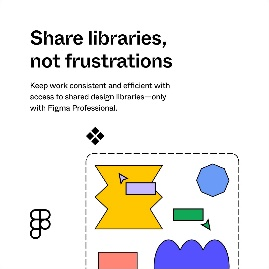 Share libraries,
not frustrations
Keep work consistent and efficient with
access to shared design libraries—only
with Figma Professional.